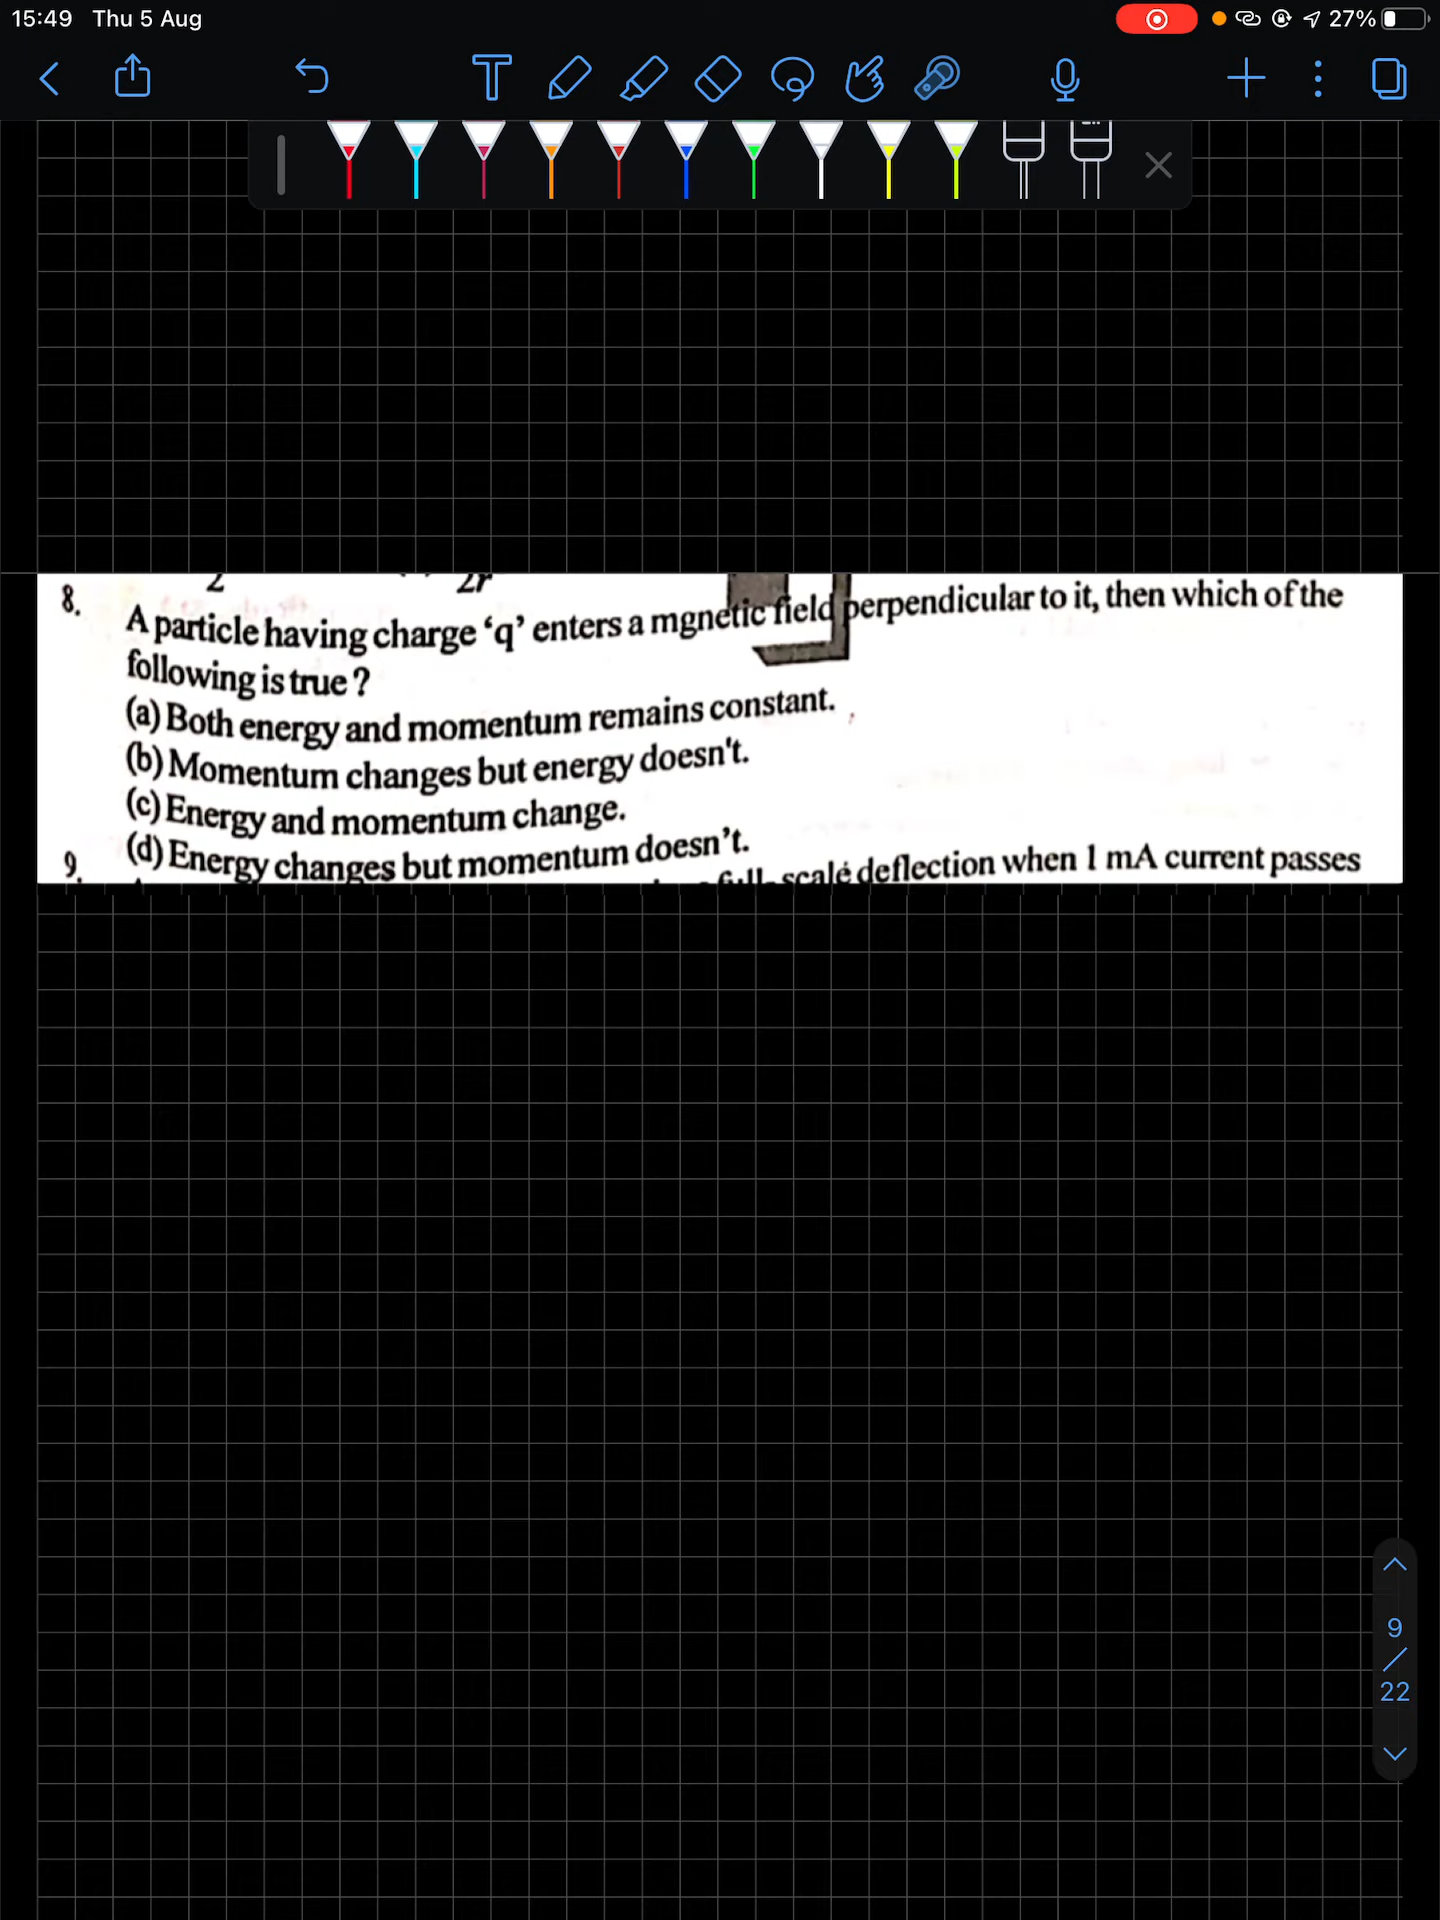 15:49 Thu 5 Aug 27%
8.
A particle having charge ‘q’ enters a mgnetic field perpendicular to it, then which of the
following is true ?
(a) Both energy and momentum remains constant.
(b) Momentum changes but energy doesn't.
(c) Energy and momentum change.
(d) Energy changes but momentum doesn’t.
9. full-scale deflection when 1 mA current passes
9
/
22